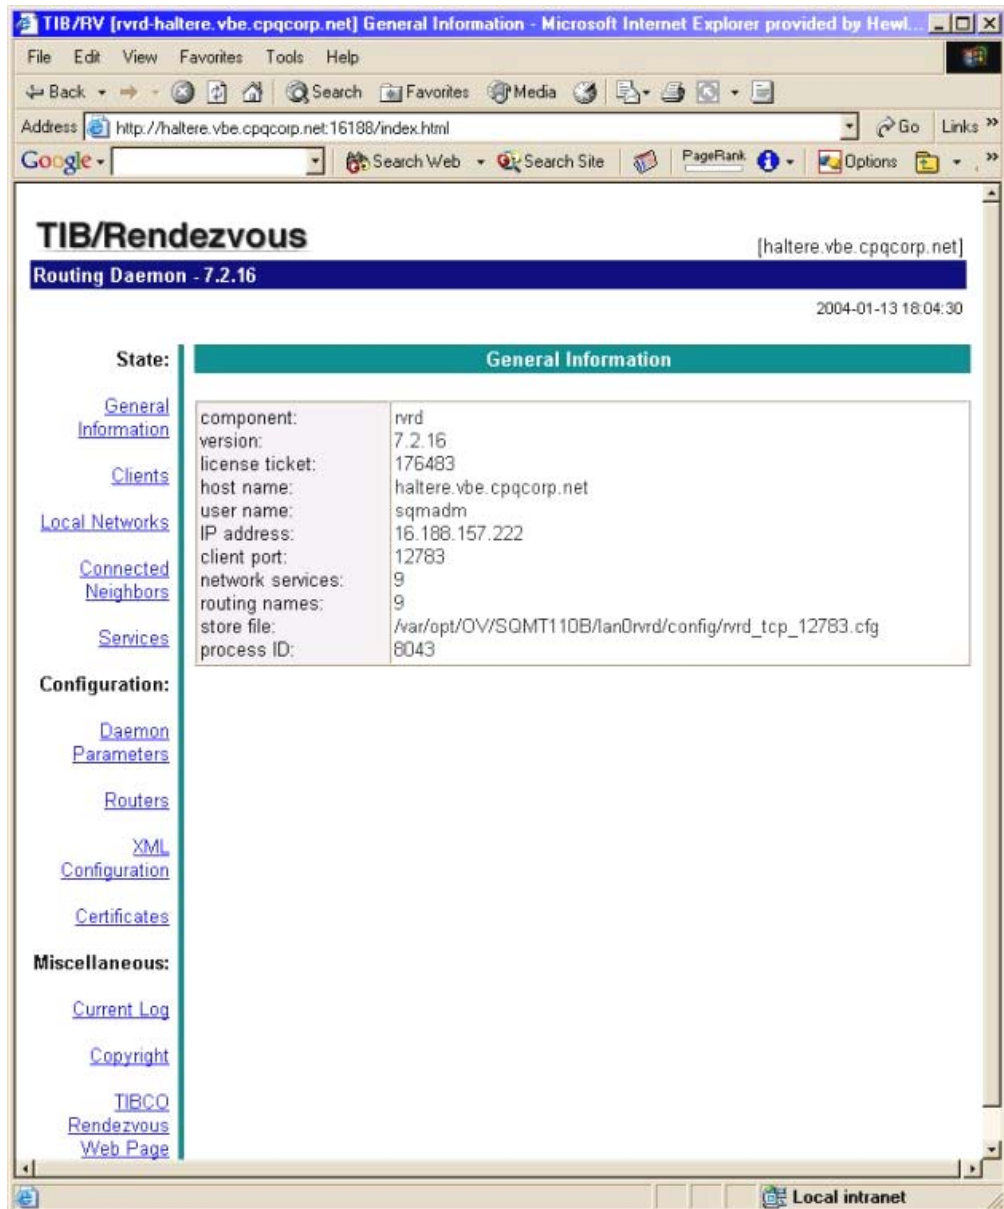 TIB/RV [rvrd-haltere.vbe.cpqcorp.net] General Information - Microsoft Internet Explorer provided by Hewl...
File Edit View Favorites Tools Help
Back Search Favorites Media
Address http://haltere.vbe.cpqcorp.net:16188/index.html Go Links »
Google Search Web Search Site PageRank Options »
TIB/Rendezvous
[haltere.vbe.cpqcorp.net]
Routing Daemon - 7.2.16
2004-01-13 18:04:30
State:
General
Information
Clients
Local Networks
Connected
Neighbors
Services
Configuration:
Daemon
Parameters
Routers
XML
Configuration
Certificates
Miscellaneous:
Current Log
Copyright
TIBCO
Rendezvous
Web Page
General Information
component: rvrd
version: 7.2.16
license ticket: 176483
host name: haltere.vbe.cpqcorp.net
user name: sqmadm
IP address: 16.188.157.222
client port: 12783
network services: 9
routing names: 9
store file: /var/opt/OV/SQMT110B/lan0rvrd/config/rvrd_tcp_12783.cfg
process ID: 8043
Local intranet